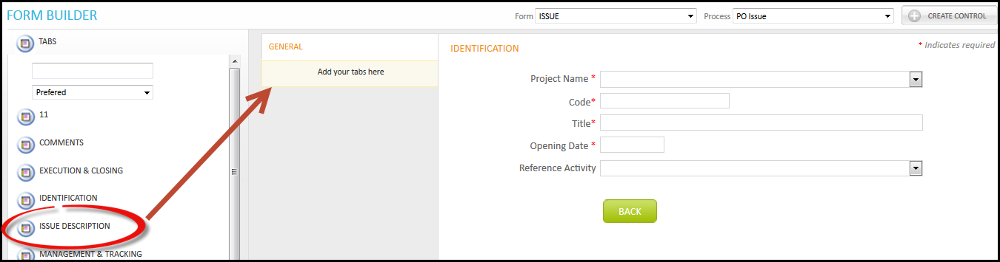 FORM BUILDER
Form ISSUE Process PO Issue CREATE CONTROL
TABS
Prefered
11
COMMENTS
EXECUTION & CLOSING
IDENTIFICATION
ISSUE DESCRIPTION
MANAGEMENT & TRACKING
GENERAL
Add your tabs here
IDENTIFICATION
* Indicates required
Project Name *
Code*
Title*
Opening Date *
Reference Activity
BACK